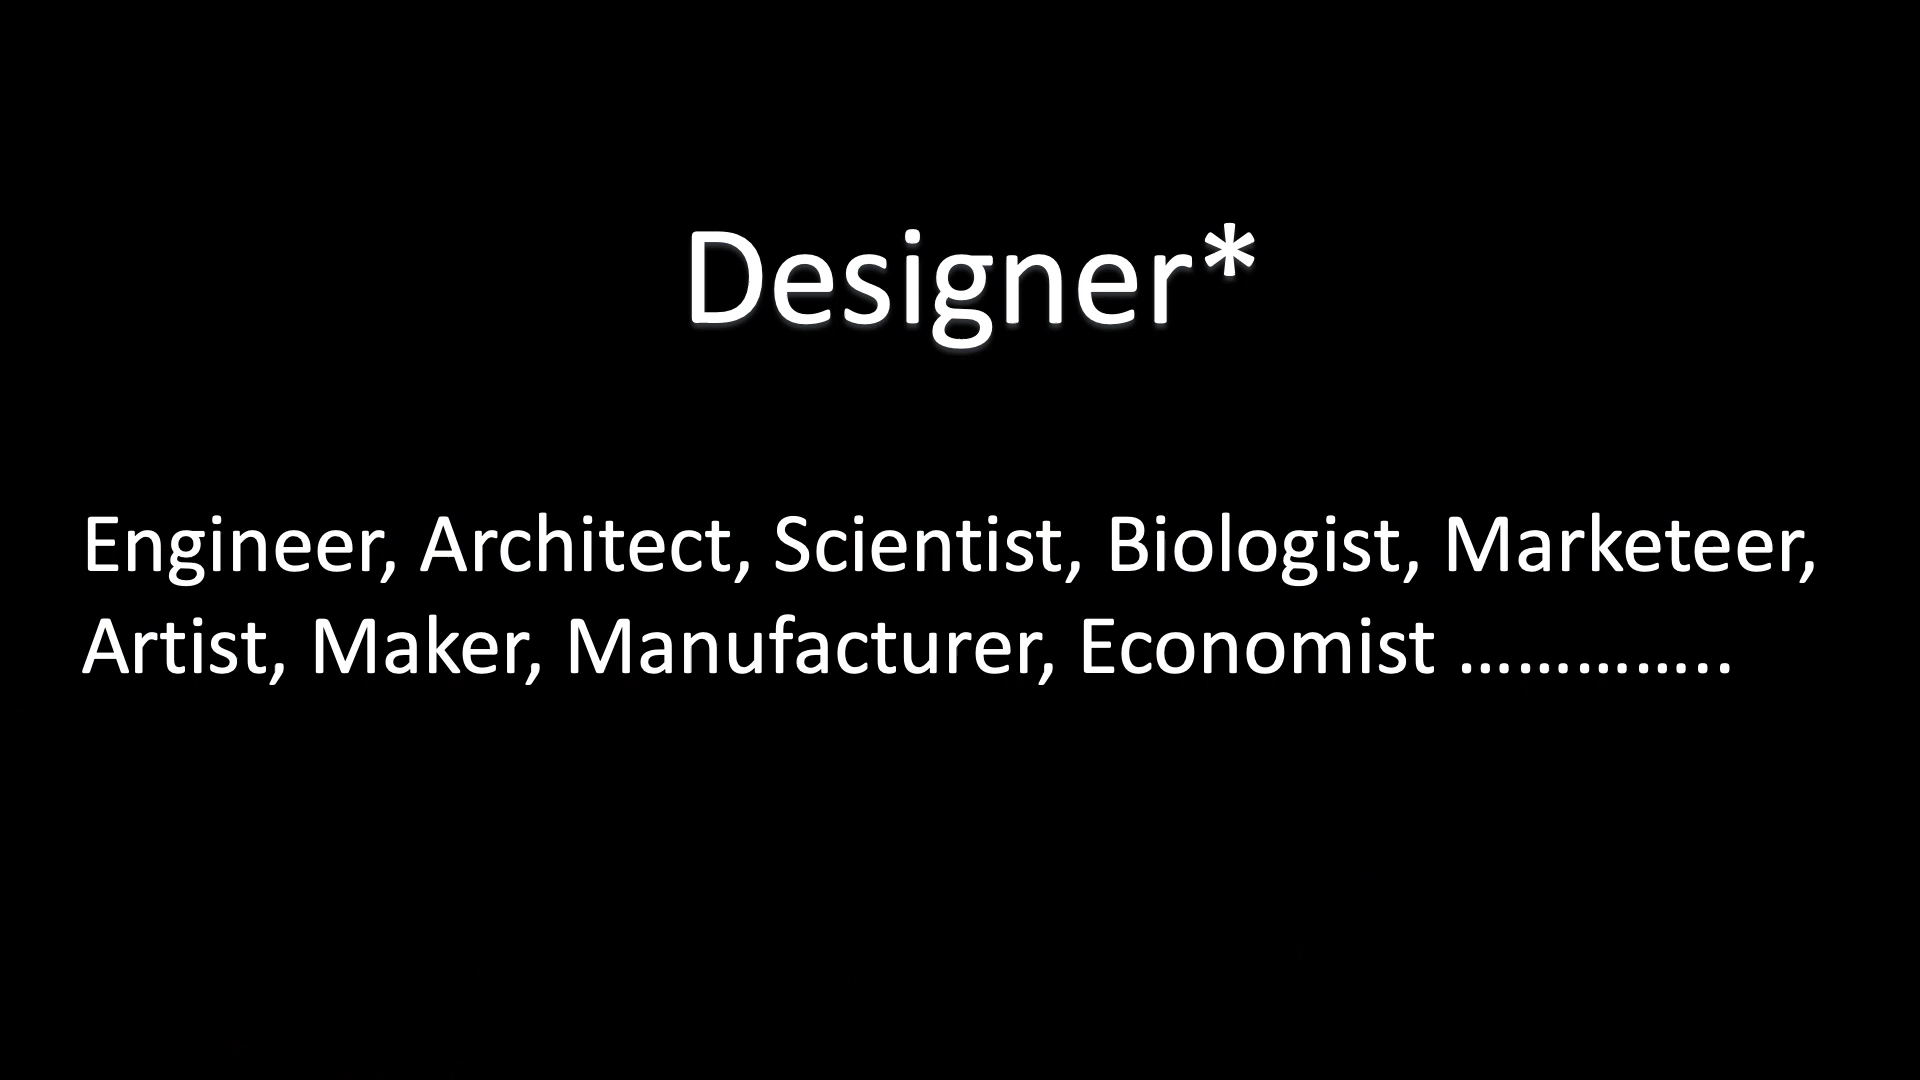 Designer*
Engineer, Architect, Scientist, Biologist, Marketeer,
Artist, Maker, Manufacturer, Economist …………..